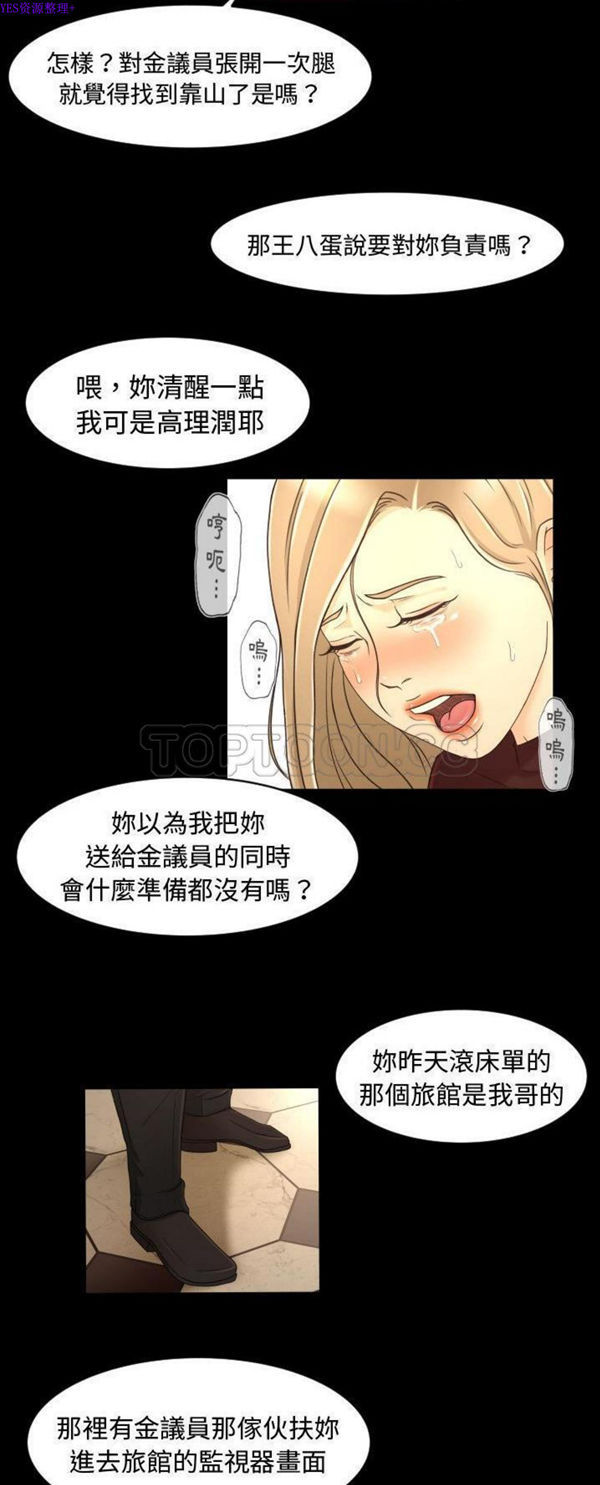 YES资源整理+
怎樣？對金議員張開一次腿
就覺得找到靠山了是嗎？
那王八蛋說要對妳負責嗎？
喂，妳清醒一點
我可是高理潤耶
哼呃…
嗚…
嗚嗚…
TOPTOON.CC
妳以為我把妳
送給金議員的同時
會什麼準備都沒有嗎？
妳昨天滾床單的
那個旅館是我哥的
那裡有金議員那傢伙扶妳
進去旅館的監視器畫面